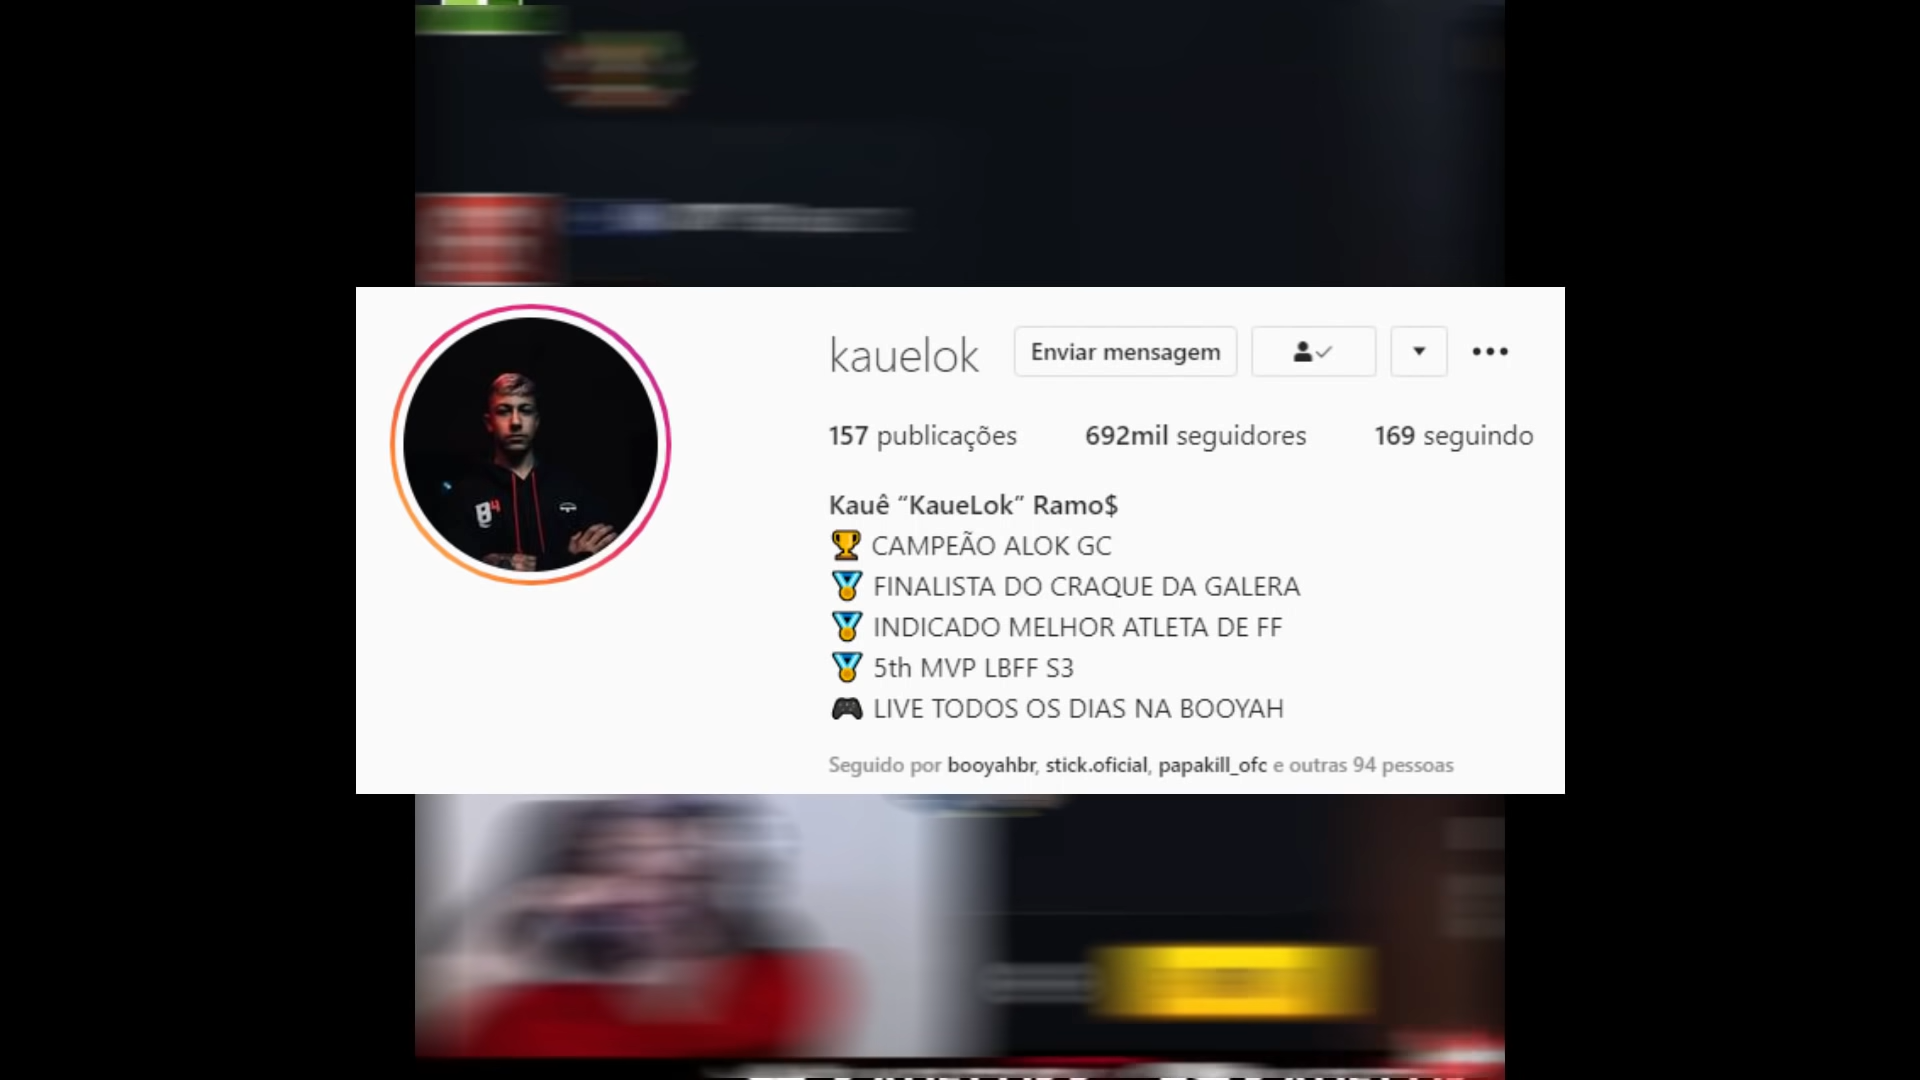 kauelok Enviar mensagem
157 publicações 692mil seguidores 169 seguindo
Kauê “KaueLok” Ramo$
🏆 CAMPEÃO ALOK GC
🏅 FINALISTA DO CRAQUE DA GALERA
🏅 INDICADO MELHOR ATLETA DE FF
🏅 5th MVP LBFF S3
🎮 LIVE TODOS OS DIAS NA BOOYAH
Seguido por booyahbr, stick.oficial, papakill_ofc e outras 94 pessoas